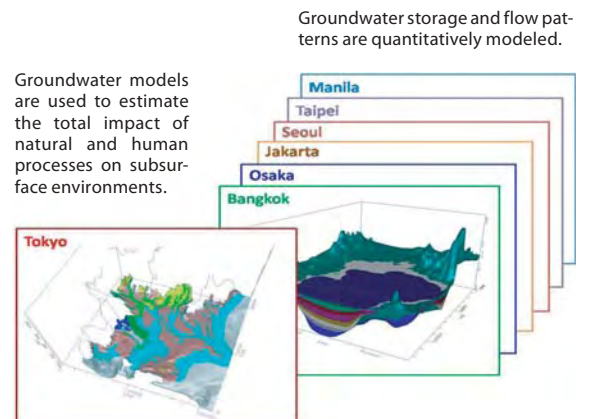 Groundwater storage and flow pat-
terns are quantitatively modeled.
Groundwater models
are used to estimate
the total impact of
natural and human
processes on subsur-
face environments.
Manila
Taipei
Seoul
Jakarta
Osaka
Bangkok
Tokyo